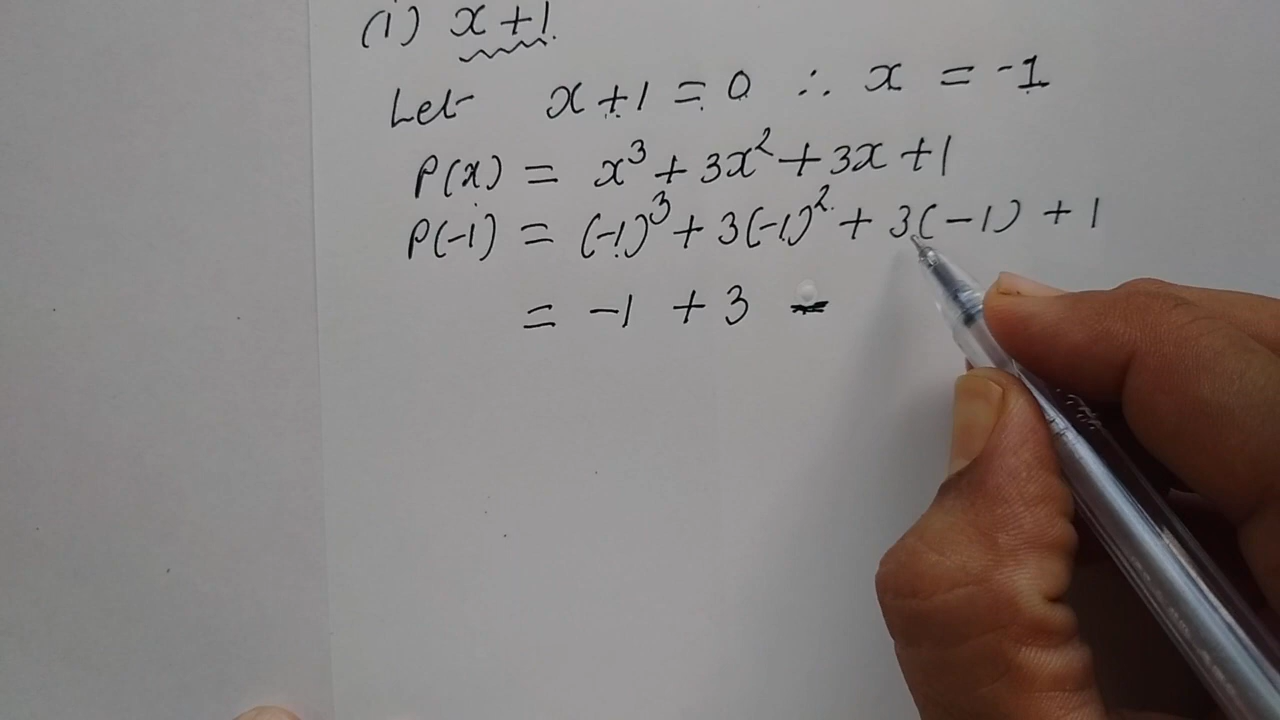 (i) x+1
Let x+1 = 0 ∴ x = -1
P(x) = x³ + 3x² + 3x + 1
P(-1) = (-1)³ + 3(-1)² + 3(-1) + 1
= -1 + 3 -